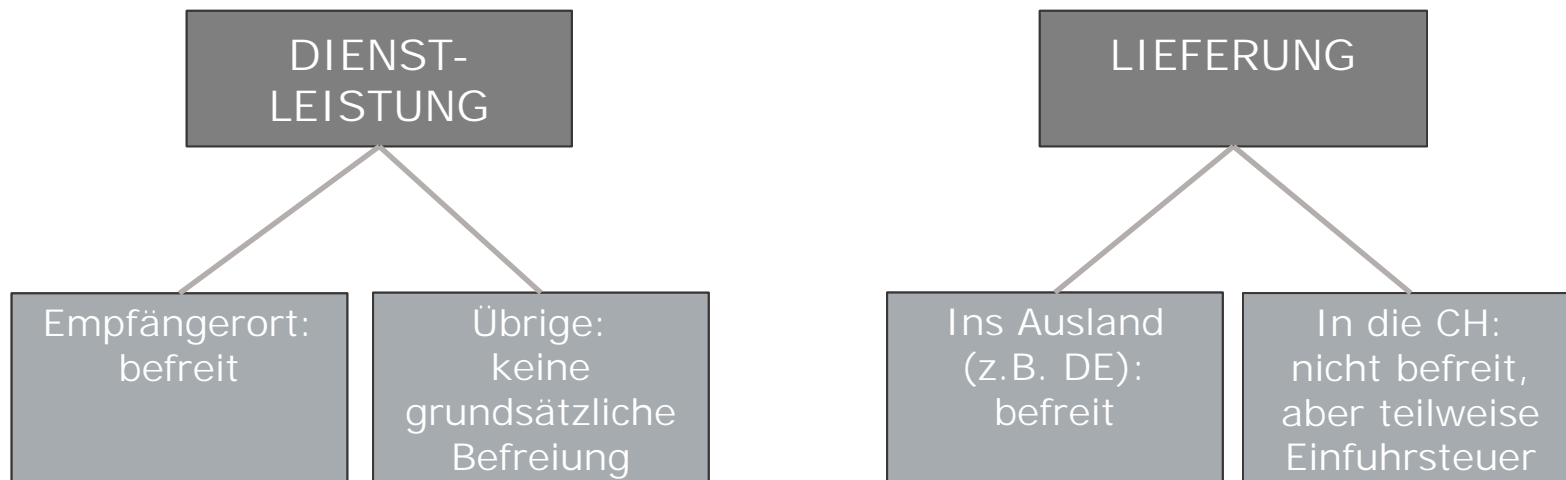 DIENST-
LEISTUNG
LIEFERUNG
Empfängerort:
befreit
Übrige:
keine
grundsätzliche
Befreiung
Ins Ausland
(z.B. DE):
befreit
In die CH:
nicht befreit,
aber teilweise
Einfuhrsteuer